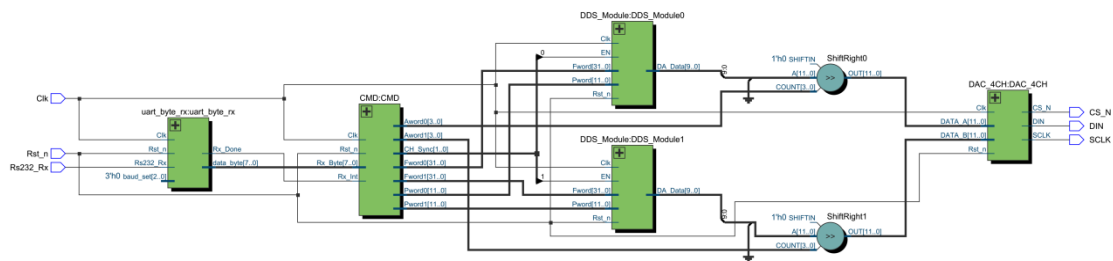 Clk
Rst_n
Rs232_Rx
uart_byte_rx:uart_byte_rx
Clk
Rst_n
Rs232_Rx
3'h0 baud_set[2..0]
Rx_Done
data_byte[7..0]
CMD:CMD
Clk
Rst_n
Rx_Byte[7..0]
Rx_Int
Aword0[3..0]
Aword1[3..0]
CH_Sync[1..0]
Fword0[31..0]
Fword1[31..0]
Pword0[11..0]
Pword1[11..0]
DDS_Module:DDS_Module0
Clk
EN
Fword[31..0]
Pword[11..0]
Rst_n
DA_Data[9..0]
0
0:9
DDS_Module:DDS_Module1
Clk
EN
Fword[31..0]
Pword[11..0]
Rst_n
DA_Data[9..0]
1
0:9
ShiftRight0
1'h0 SHIFTIN
A[11..0]
COUNT[3..0]
>>
OUT[11..0]
ShiftRight1
1'h0 SHIFTIN
A[11..0]
COUNT[3..0]
>>
OUT[11..0]
DAC_4CH:DAC_4CH
Clk
DATA_A[11..0]
DATA_B[11..0]
Rst_n
CS_N
DIN
SCLK
CS_N
DIN
SCLK